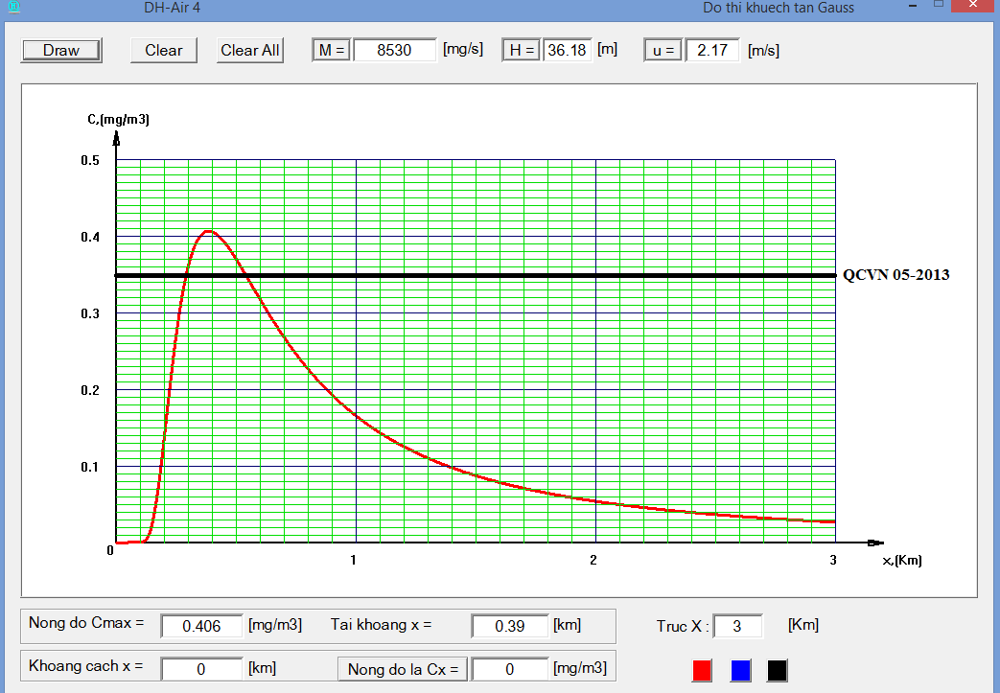 DH-Air 4 Do thi khuech tan Gauss
Draw Clear Clear All M = 8530 [mg/s] H = 36.18 [m] u = 2.17 [m/s]
C,(mg/m3)
0.5
0.4
QCVN 05-2013
0.3
0.2
0.1
0
1 2 3 x,(Km)
Nong do Cmax = 0.406 [mg/m3] Tai khoang x = 0.39 [km] Truc X : 3 [Km]
Khoang cach x = 0 [km] Nong do la Cx = 0 [mg/m3]